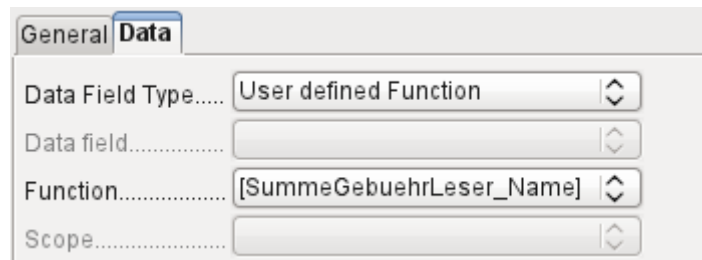 General Data
Data Field Type..... User defined Function
Data field................
Function.................. [SummeGebuehrLeser_Name]
Scope.....................